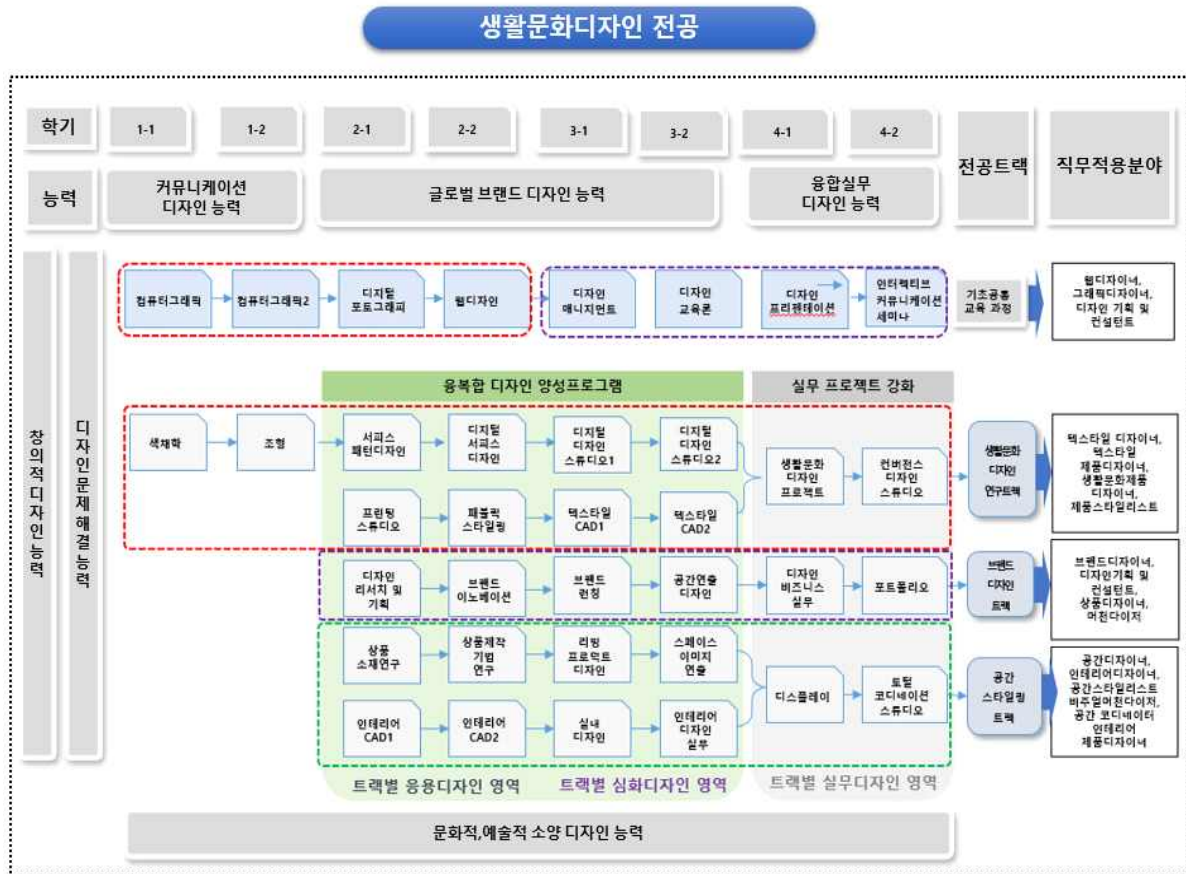 생활문화디자인 전공
학기
1-1
1-2
2-1
2-2
3-1
3-2
4-1
4-2
전공트랙
직무적용분야
능력
커뮤니케이션
디자인 능력
글로벌 브랜드 디자인 능력
융합실무
디자인 능력
창의적디자인능력
디자인문제해결능력
컴퓨터그래픽
컴퓨터그래픽2
디지털
포토그래피
웹디자인
디자인
매니지먼트
디자인
교육론
디자인
프리젠테이션
인터렉티브
커뮤니케이션
세미나
기초공통
교육 과정
웹디자이너,
그래픽디자이너,
디자인 기획 및
컨설턴트
융복합 디자인 양성프로그램
실무 프로젝트 강화
색채학
조형
서피스
패턴디자인
디지털
서피스
디자인
디지털
디자인
스튜디오1
디지털
디자인
스튜디오2
생활문화
디자인
프로젝트
컨버전스
디자인
스튜디오
생활문화
디자인
연구트랙
텍스타일 디자이너,
텍스타일
제품디자이너,
생활문화제품
디자이너,
제품스타일리스트
프린팅
스튜디오
패블릭
스타일링
텍스타일
CAD1
텍스타일
CAD2
디자인
리서치 및
기획
브랜드
이노베이션
브랜드
런칭
공간연출
디자인
디자인
비즈니스
실무
포트폴리오
브랜드
디자인
트랙
브랜드디자이너,
디자인기획 및
컨설턴트,
상품디자이너,
머천다이저
상품
소재연구
상품제작
기법
연구
리빙
프로덕트
디자인
스페이스
이미지
연출
디스플레이
토털
코디네이션
스튜디오
공간
스타일링
트랙
공간디자이너,
인테리어디자이너,
공간스타일리스트
비주얼머천다이저,
공간 코디네이터
인테리어
제품디자이너
인테리어
CAD1
인테리어
CAD2
실내
디자인
인테리어
디자인
실무
트랙별 응용디자인 영역
트랙별 심화디자인 영역
트랙별 실무디자인 영역
문화적,예술적 소양 디자인 능력